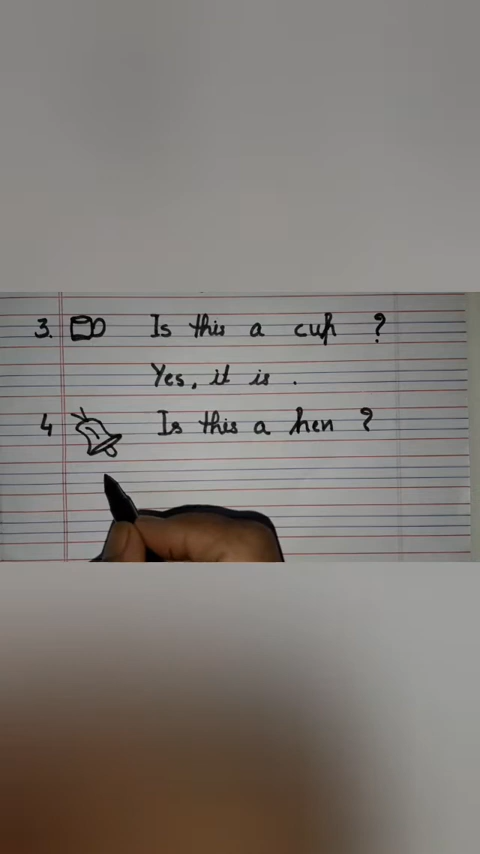 3. Is this a cup ?
Yes, it is .
4 Is this a hen ?